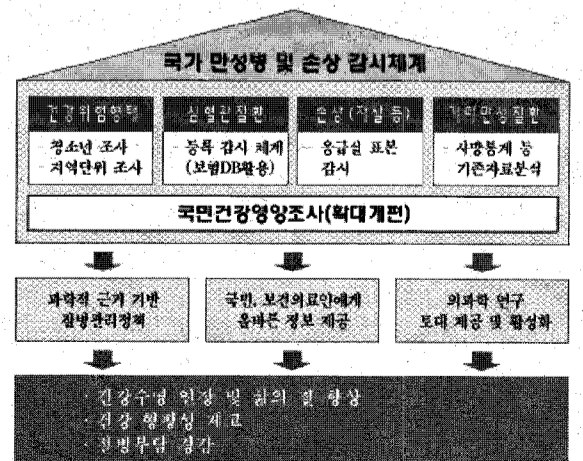 국가 만성병 및 손상 감시체계
건강위험행태
심혈관질환
손상(자살 등)
기타만성질환
- 청소년 조사
- 지역단위 조사
- 등록 감시 체계
(보험DB활용)
- 응급실 표본
감시
- 사망통계 등
- 기존자료분석
국민건강영양조사(확대개편)
과학적 근거 기반
질병관리정책
국민, 보건의료인에게
올바른 정보 제공
의과학 연구
토대 제공 및 활성화
· 건강수명 연장 및 삶의 질 향상
· 건강 형평성 제고
· 질병부담 경감